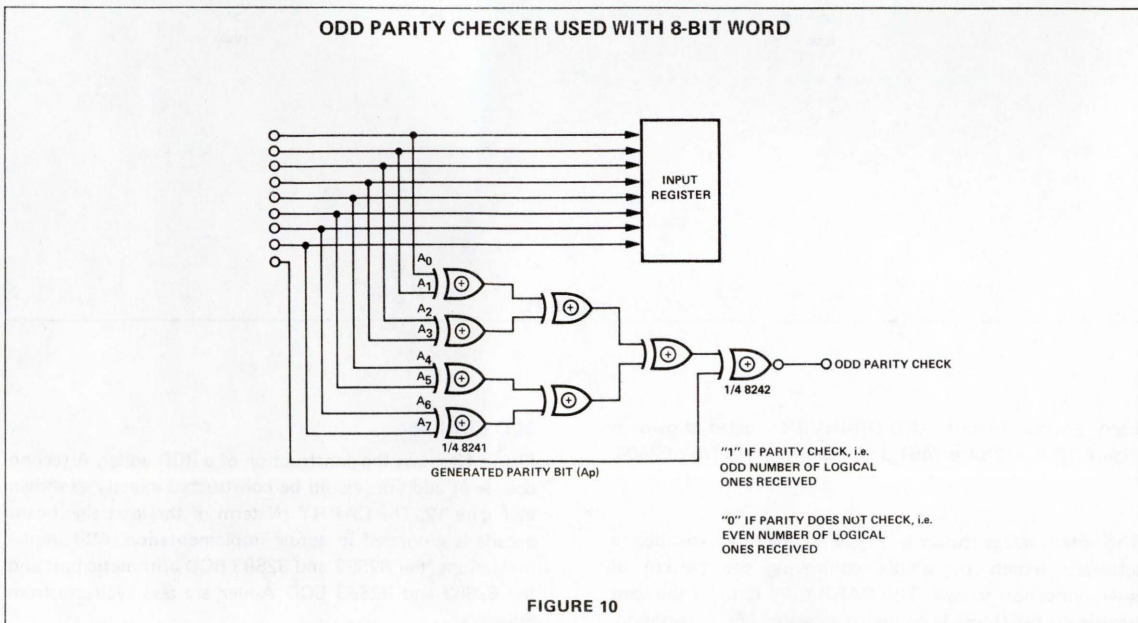 ODD PARITY CHECKER USED WITH 8-BIT WORD
INPUT
REGISTER
A0
A1
A2
A3
A4
A5
A6
A7
1/4 8241
1/4 8242
ODD PARITY CHECK
GENERATED PARITY BIT (Ap)
"1" IF PARITY CHECK, i.e.
ODD NUMBER OF LOGICAL
ONES RECEIVED
"0" IF PARITY DOES NOT CHECK, i.e.
EVEN NUMBER OF LOGICAL
ONES RECEIVED
FIGURE 10